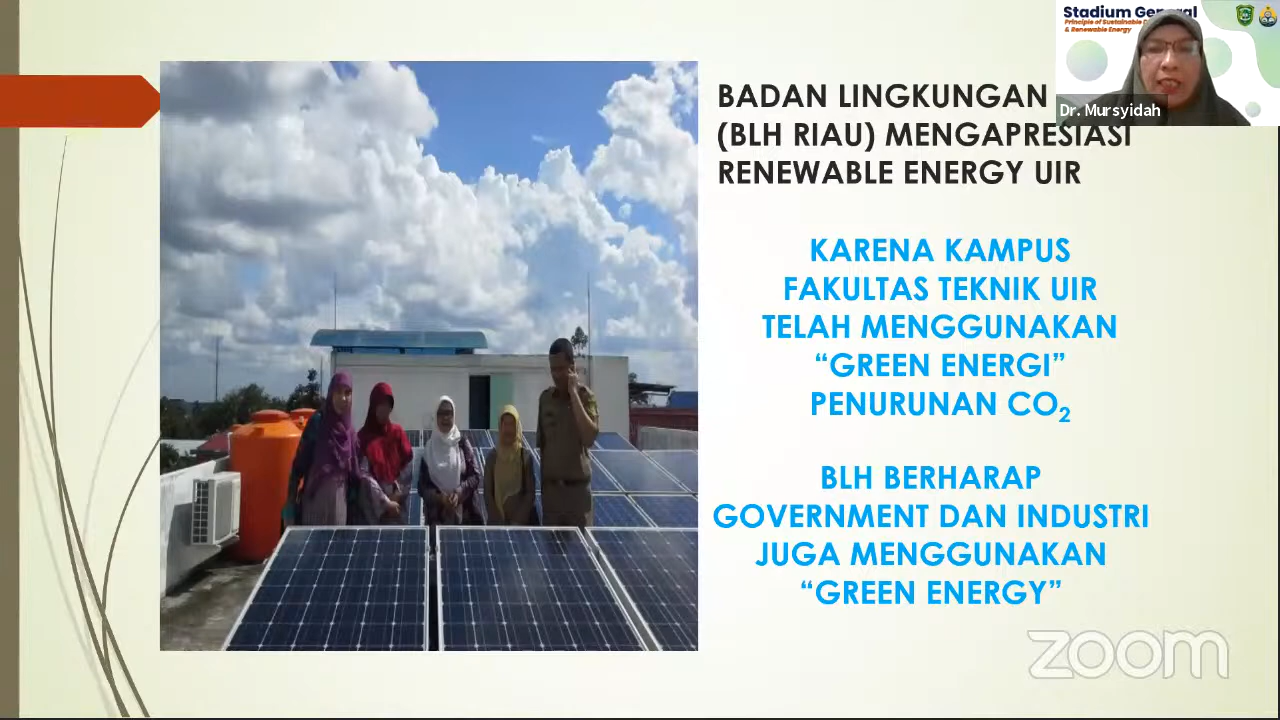 Stadium General
Principle of Sustainable
& Renewable Energy
Dr. Mursyidah
BADAN LINGKUNGAN
(BLH RIAU) MENGAPRESIASI
RENEWABLE ENERGY UIR
KARENA KAMPUS
FAKULTAS TEKNIK UIR
TELAH MENGGUNAKAN
“GREEN ENERGI”
PENURUNAN CO₂
BLH BERHARAP
GOVERNMENT DAN INDUSTRI
JUGA MENGGUNAKAN
“GREEN ENERGY”
zoom